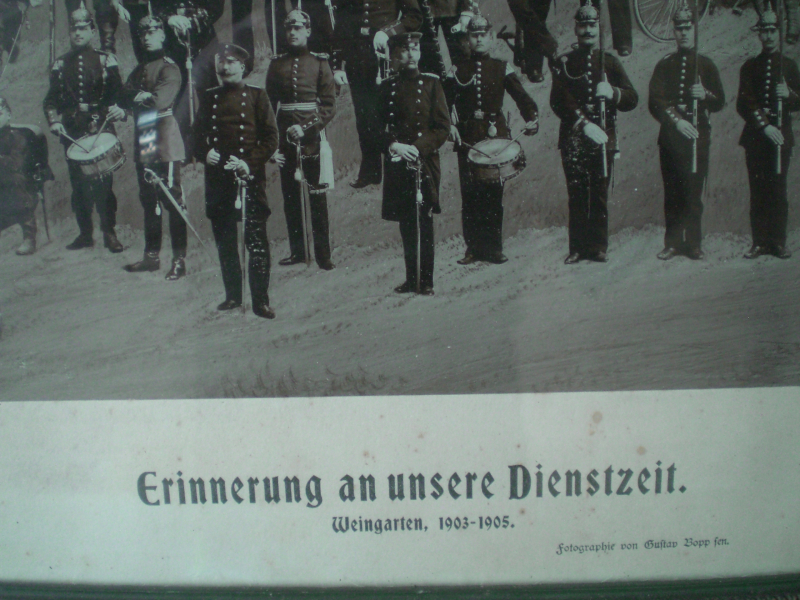 Erinnerung an unsere Dienstzeit.
Weingarten, 1903-1905.
Fotographie von Gustav Bopp sen.